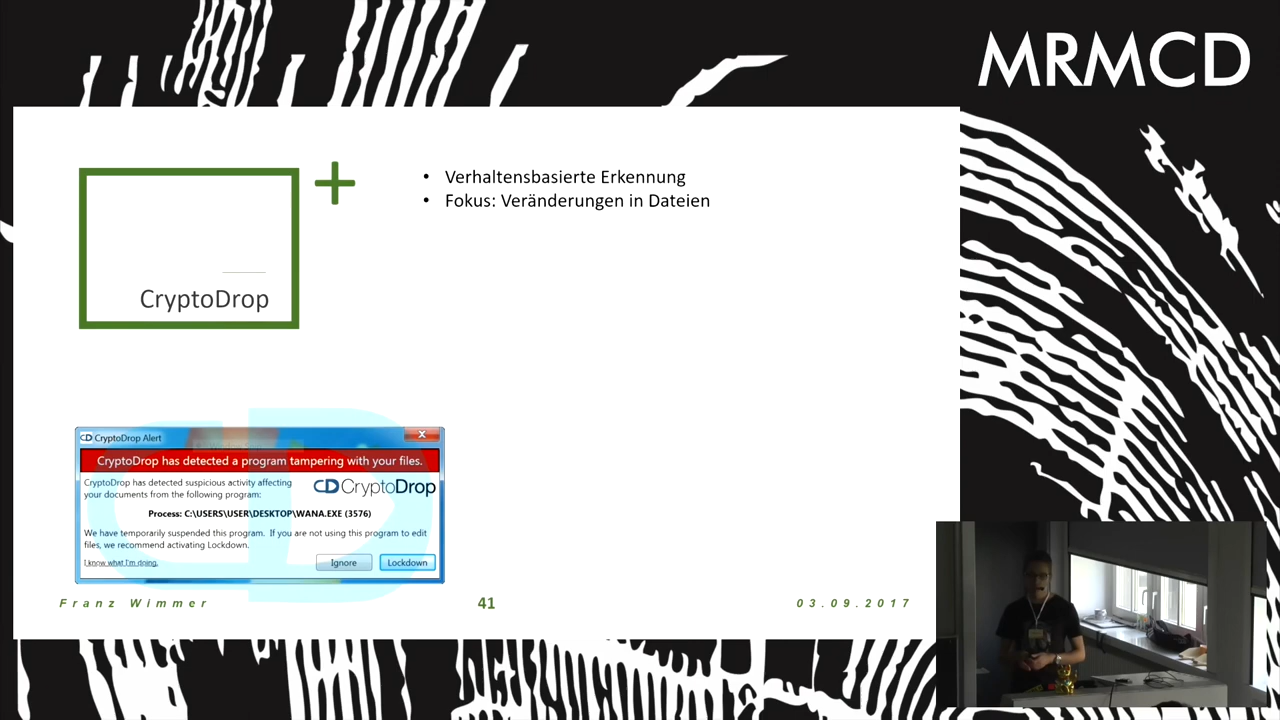 MRMCD
CryptoDrop
+
• Verhaltensbasierte Erkennung
• Fokus: Veränderungen in Dateien
CD CryptoDrop Alert
X
CryptoDrop has detected a program tampering with your files.
CryptoDrop has detected suspicious activity affecting
your documents from the following program:
CD CryptoDrop
Process: C:\USERS\USER\DESKTOP\WANA.EXE (3576)
We have temporarily suspended this program. If you are not using this program to edit
files, we recommend activating Lockdown.
I know what I'm doing.
Ignore
Lockdown
Franz Wimmer
41
03.09.2017